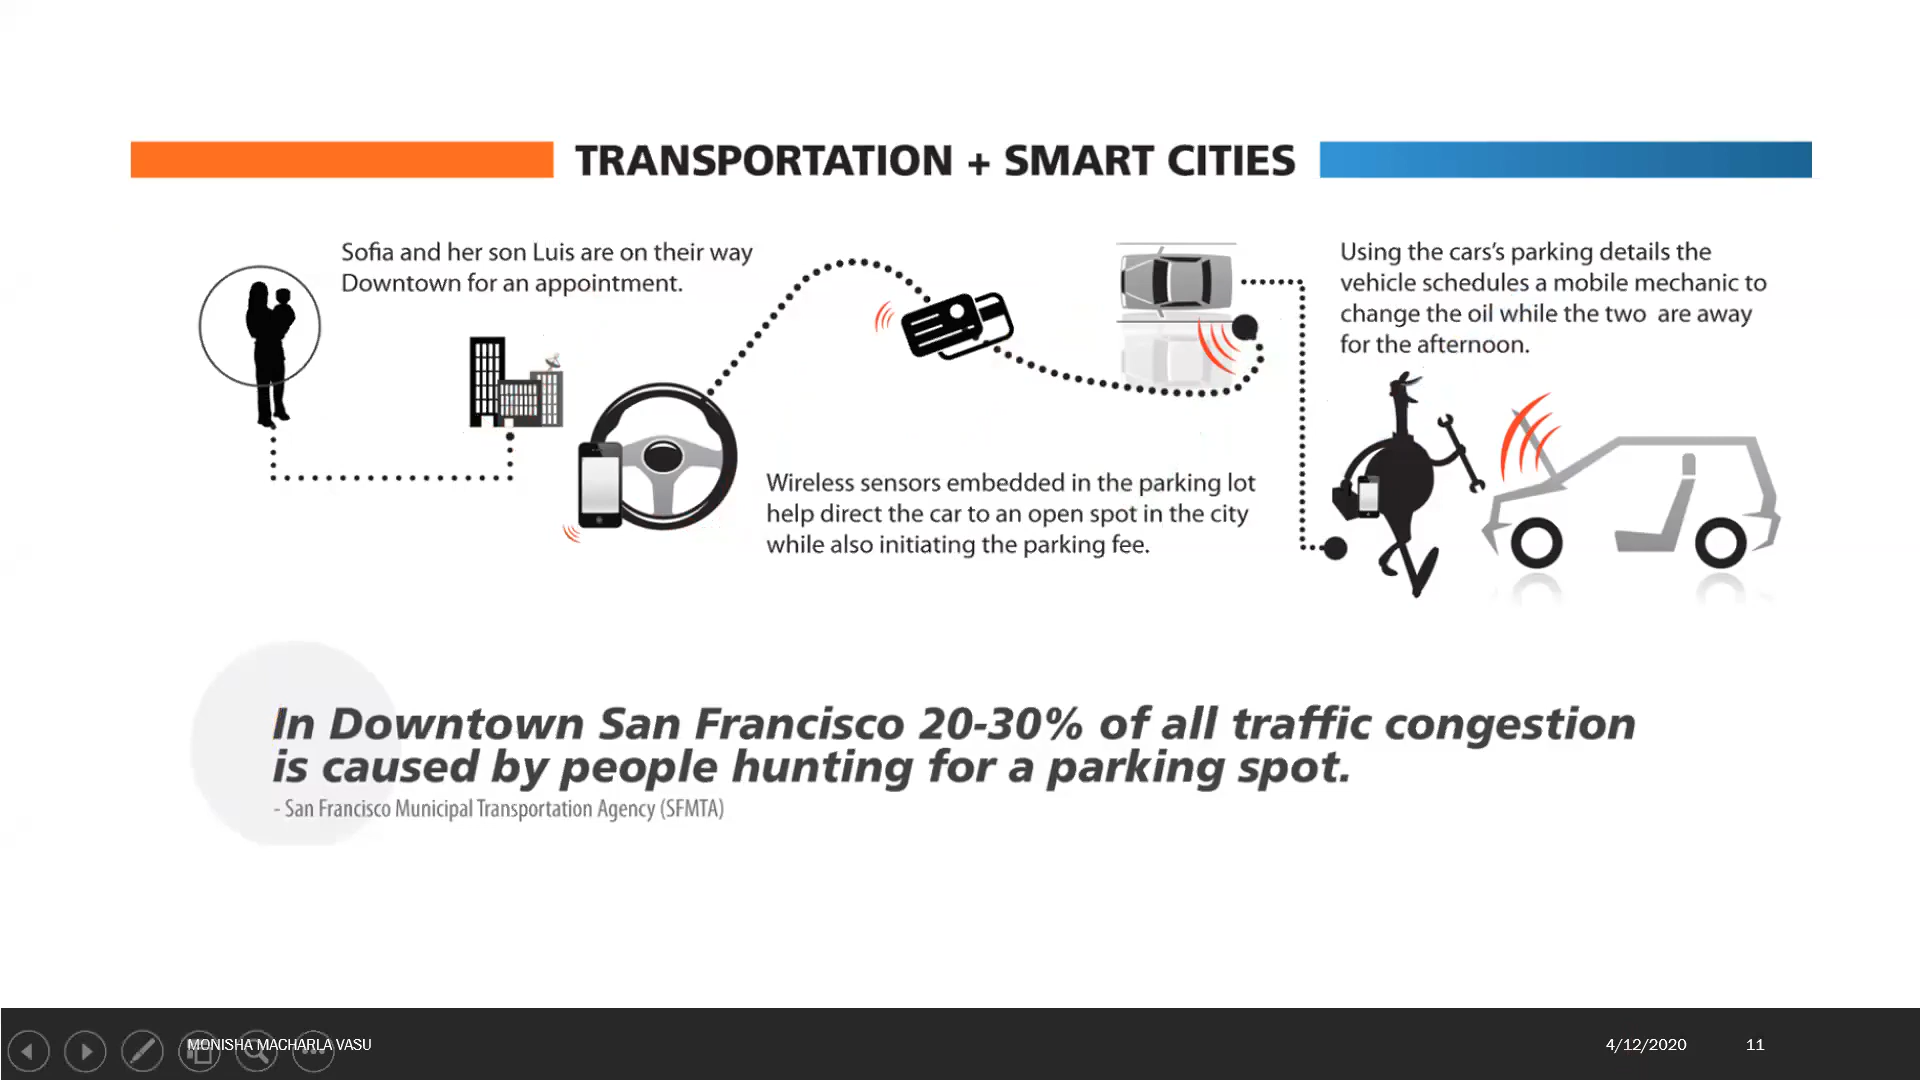 TRANSPORTATION + SMART CITIES
Sofia and her son Luis are on their way
Downtown for an appointment.
Wireless sensors embedded in the parking lot
help direct the car to an open spot in the city
while also initiating the parking fee.
Using the cars's parking details the
vehicle schedules a mobile mechanic to
change the oil while the two are away
for the afternoon.
In Downtown San Francisco 20-30% of all traffic congestion
is caused by people hunting for a parking spot.
- San Francisco Municipal Transportation Agency (SFMTA)
MONISHA MACHARLA VASU
4/12/2020
11